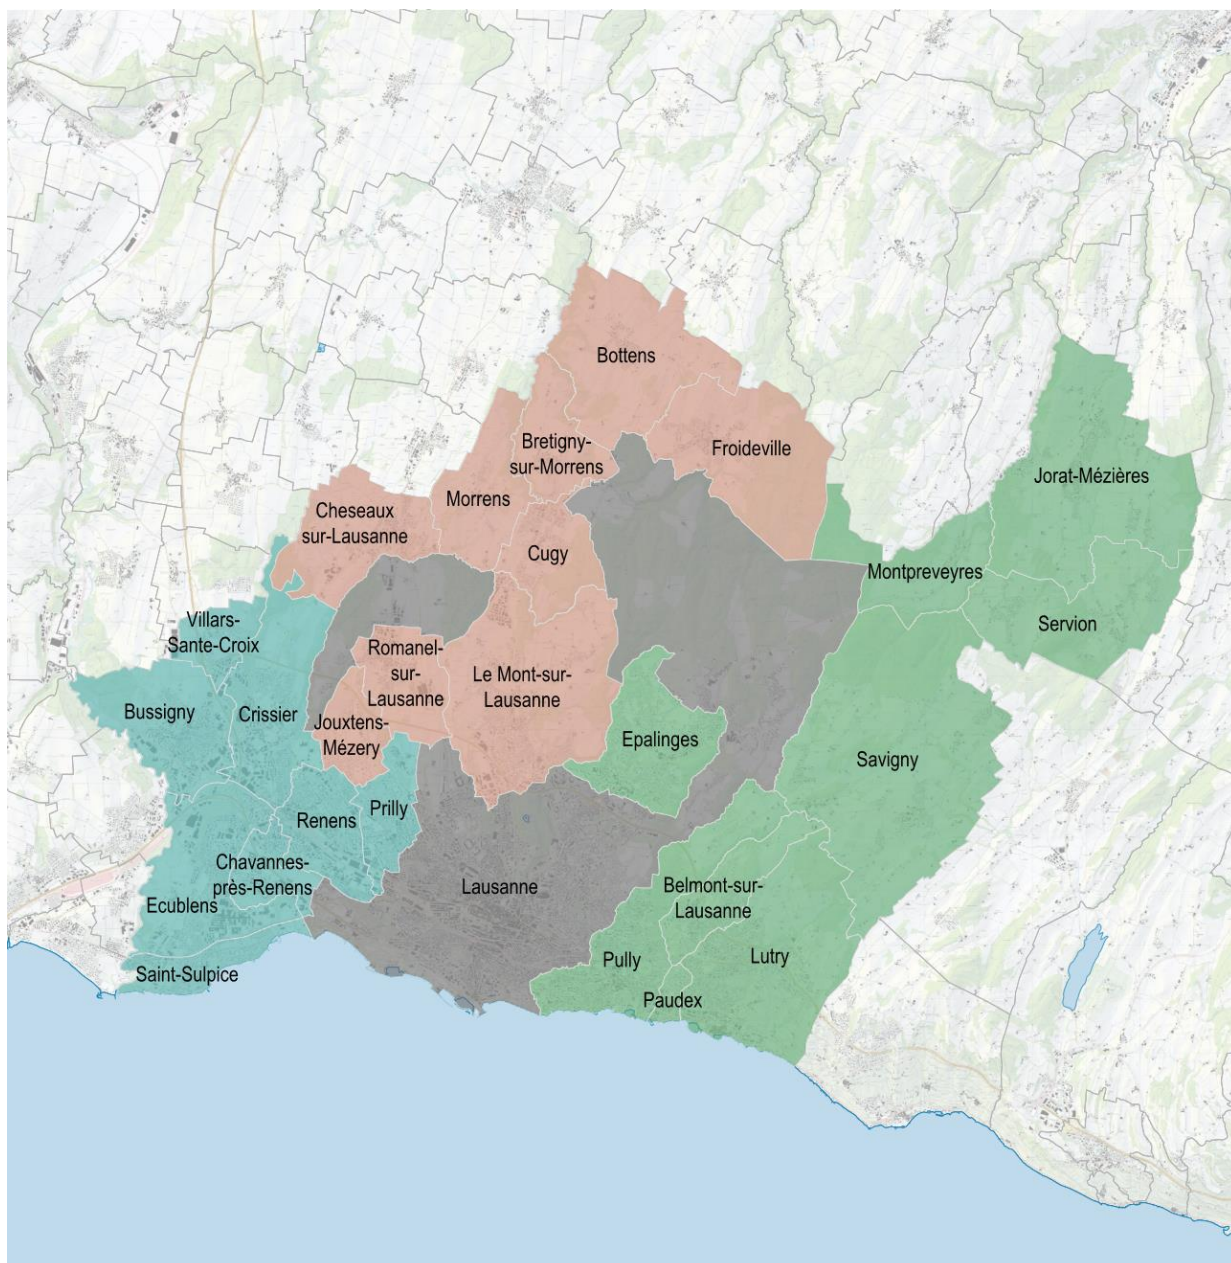 Bottens
Bretigny-
sur-Morrens
Froideville
Jorat-Mézières
Morrens
Cheseaux
sur-Lausanne
Cugy
Montpreveyres
Villars-
Sante-Croix
Servion
Romanel-
sur-
Lausanne
Le Mont-sur-
Lausanne
Bussigny
Crissier
Jouxtens-
Mézery
Epalinges
Savigny
Renens
Prilly
Chavannes-
près-Renens
Lausanne
Belmont-sur-
Lausanne
Ecublens
Pully
Lutry
Saint-Sulpice
Paudex